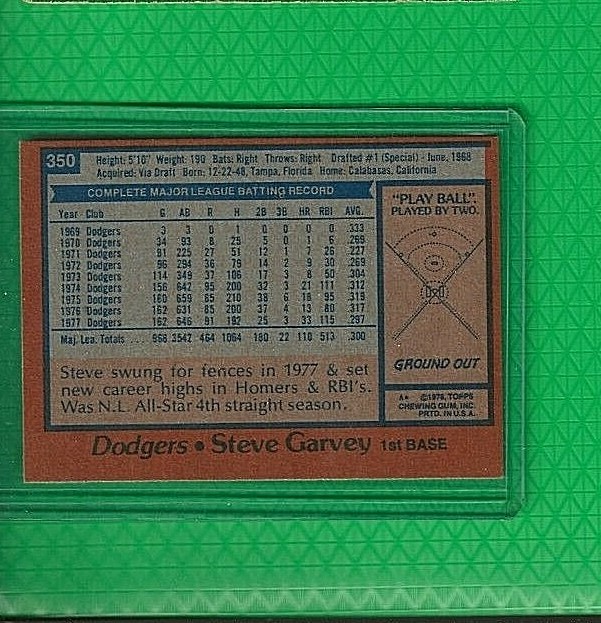 350 Height: 5'10" Weight: 190 Bats: Right Throws: Right Drafted #1 (Special) - June, 1968
Acquired: Via Draft Born: 12-22-48, Tampa, Florida Home: Calabasas, California
COMPLETE MAJOR LEAGUE BATTING RECORD
Year Club G AB R H 2B 3B HR RBI AVG.
1969 Dodgers 3 3 0 1 0 0 0 0 .333
1970 Dodgers 34 93 8 25 5 0 1 6 .269
1971 Dodgers 91 225 27 51 12 1 7 26 .227
1972 Dodgers 96 294 36 79 14 2 9 30 .269
1973 Dodgers 114 349 37 106 17 3 8 50 .304
1974 Dodgers 156 642 95 200 32 3 21 111 .312
1975 Dodgers 160 659 85 210 38 6 18 95 .319
1976 Dodgers 162 631 85 200 37 4 13 80 .317
1977 Dodgers 162 646 91 192 25 3 33 115 .297
Maj. Lea. Totals ... 968 3542 464 1064 180 22 110 513 .300
Steve swung for fences in 1977 & set
new career highs in Homers & RBI's.
Was N.L. All-Star 4th straight season.
"PLAY BALL".
PLAYED BY TWO.
GROUND OUT
A* ©1978, TOPPS
CHEWING GUM, INC.
PRTD. IN U.S.A.
Dodgers • Steve Garvey 1st BASE